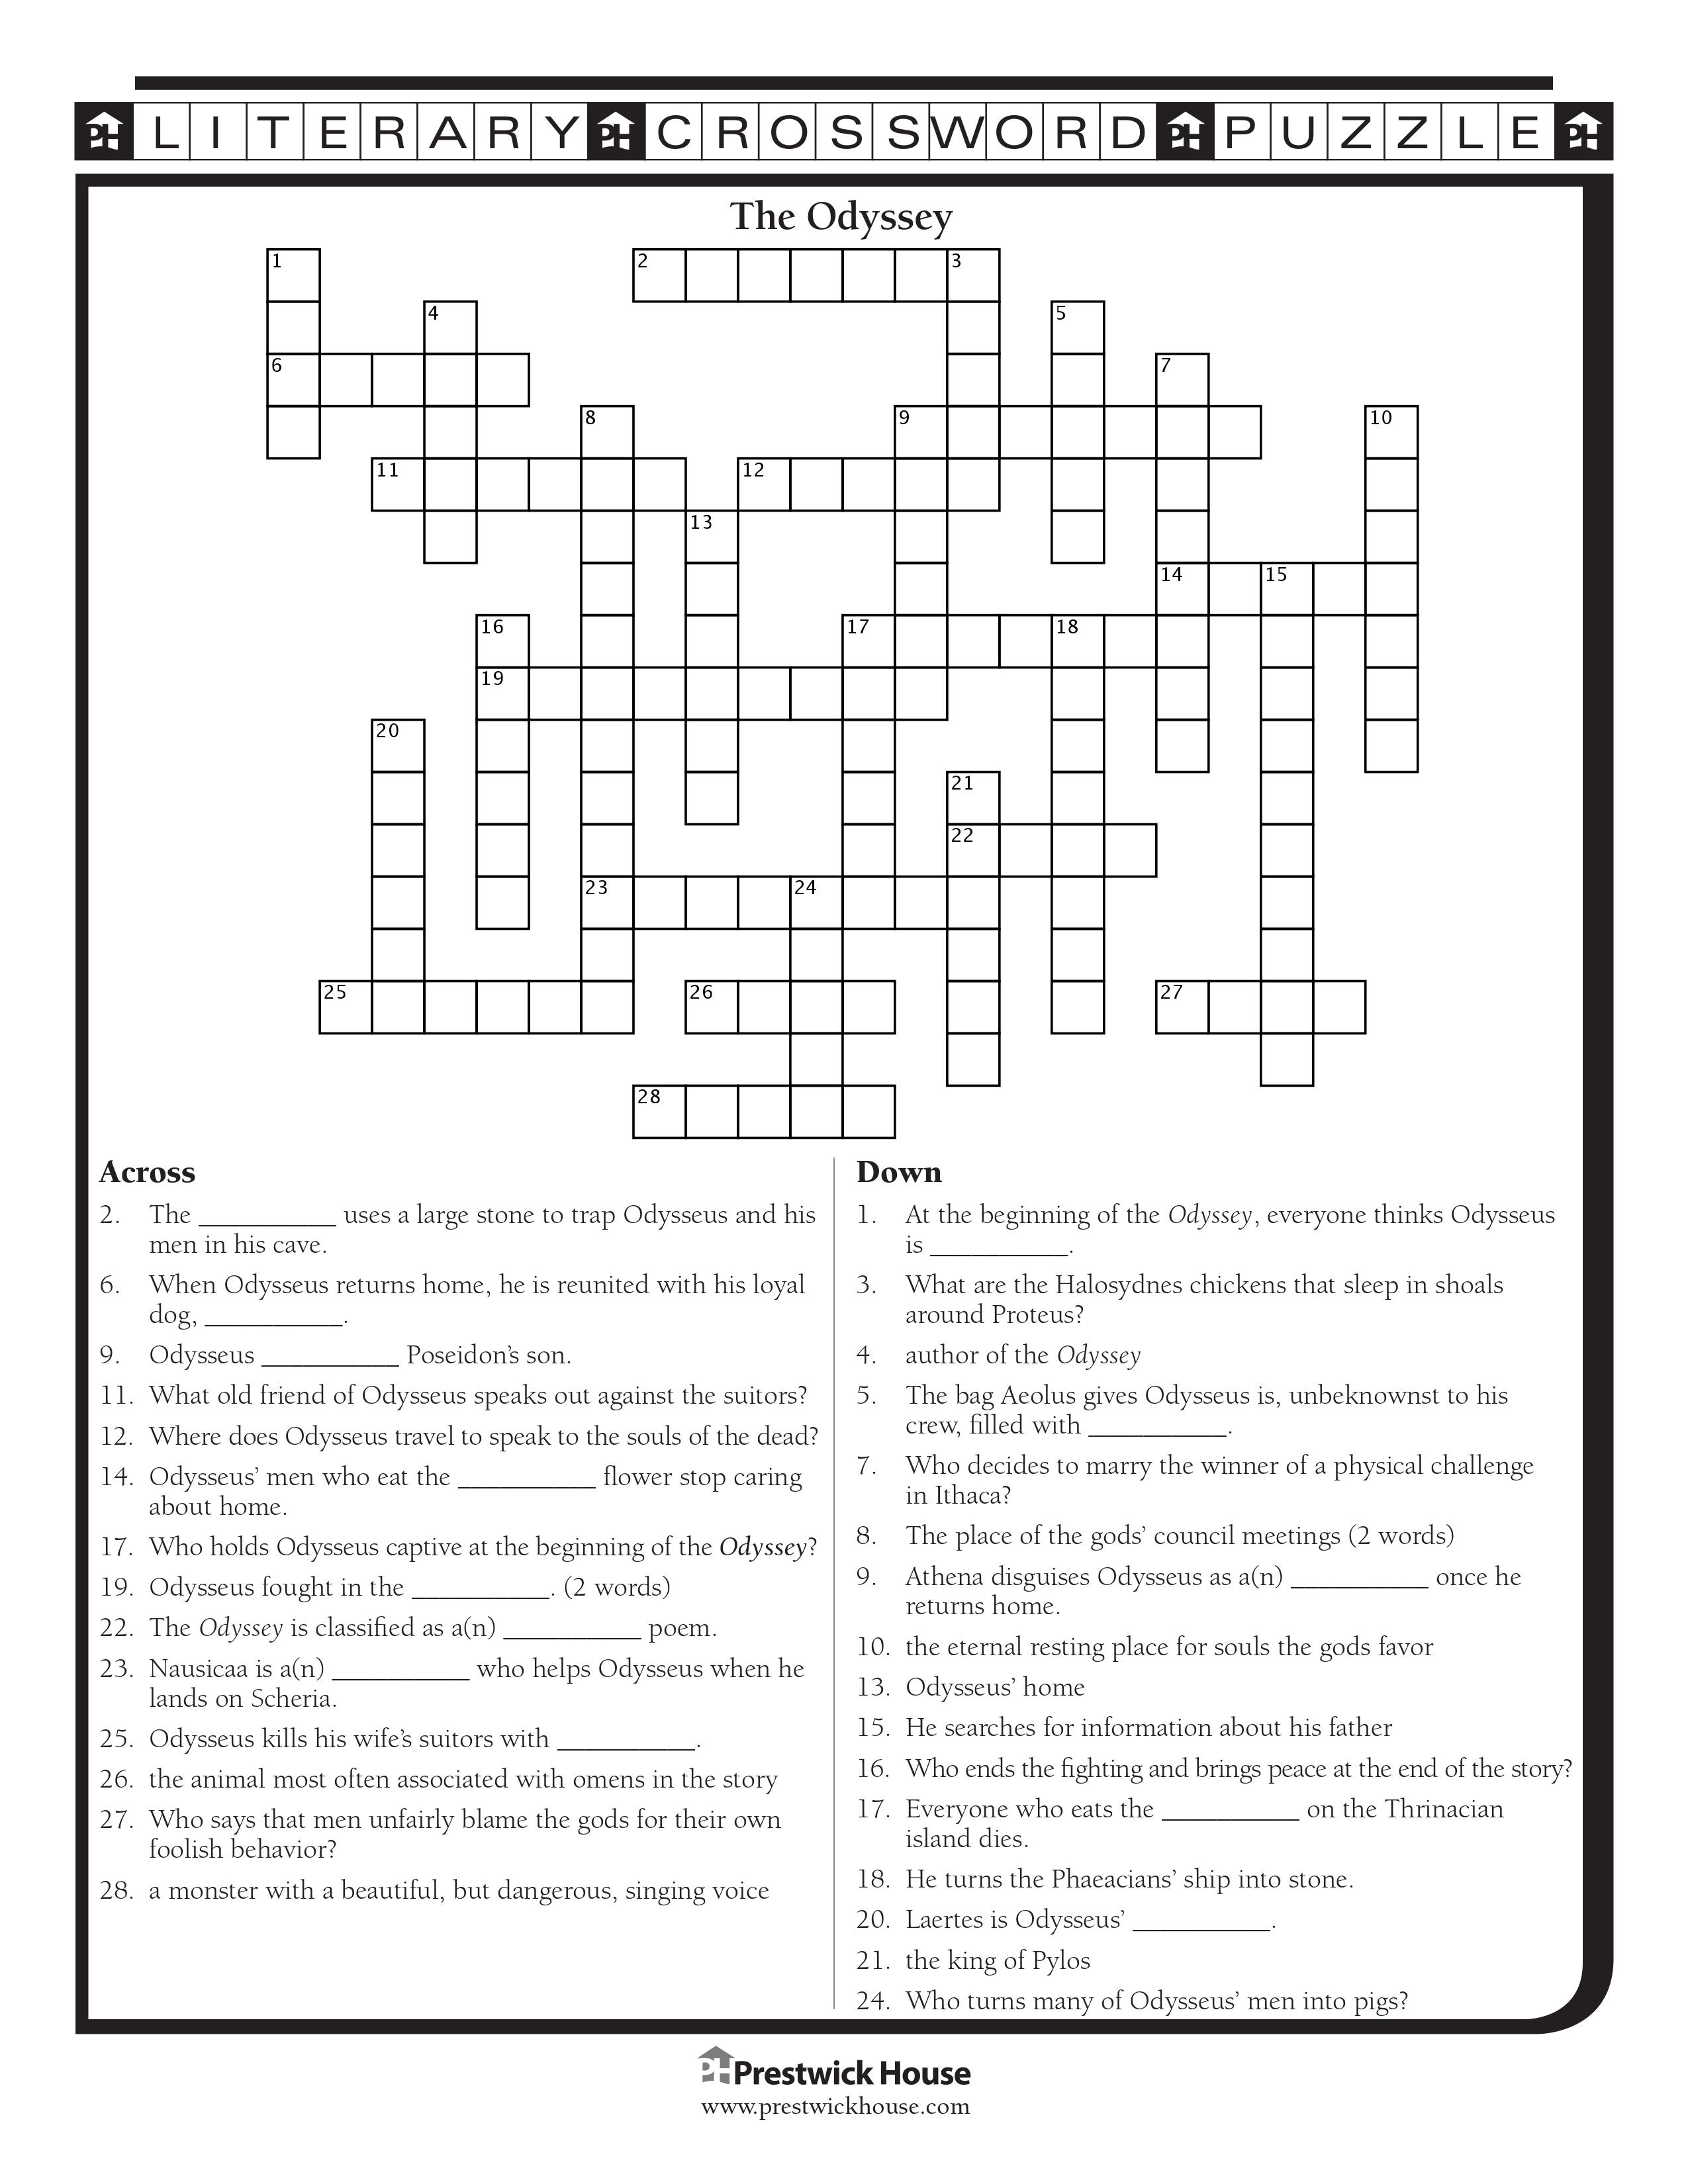 PH LITERARY PH CROSSWORD PH PUZZLE PH
The Odyssey
1 2 3
4 5
6 7
8 9 10
11 12
13
14 15
16 17 18
19
20
21
22
23 24
25 26 27
28
Across
2. The __________ uses a large stone to trap Odysseus and his
men in his cave.
6. When Odysseus returns home, he is reunited with his loyal
dog, __________.
9. Odysseus __________ Poseidon’s son.
11. What old friend of Odysseus speaks out against the suitors?
12. Where does Odysseus travel to speak to the souls of the dead?
14. Odysseus’ men who eat the __________ flower stop caring
about home.
17. Who holds Odysseus captive at the beginning of the Odyssey?
19. Odysseus fought in the __________. (2 words)
22. The Odyssey is classified as a(n) __________ poem.
23. Nausicaa is a(n) __________ who helps Odysseus when he
lands on Scheria.
25. Odysseus kills his wife’s suitors with __________.
26. the animal most often associated with omens in the story
27. Who says that men unfairly blame the gods for their own
foolish behavior?
28. a monster with a beautiful, but dangerous, singing voice
Down
1. At the beginning of the Odyssey, everyone thinks Odysseus
is __________.
3. What are the Halosydnes chickens that sleep in shoals
around Proteus?
4. author of the Odyssey
5. The bag Aeolus gives Odysseus is, unbeknownst to his
crew, filled with __________.
7. Who decides to marry the winner of a physical challenge
in Ithaca?
8. The place of the gods’ council meetings (2 words)
9. Athena disguises Odysseus as a(n) __________ once he
returns home.
10. the eternal resting place for souls the gods favor
13. Odysseus’ home
15. He searches for information about his father
16. Who ends the fighting and brings peace at the end of the story?
17. Everyone who eats the __________ on the Thrinacian
island dies.
18. He turns the Phaeacians’ ship into stone.
20. Laertes is Odysseus’ __________.
21. the king of Pylos
24. Who turns many of Odysseus’ men into pigs?
PH Prestwick House
www.prestwickhouse.com